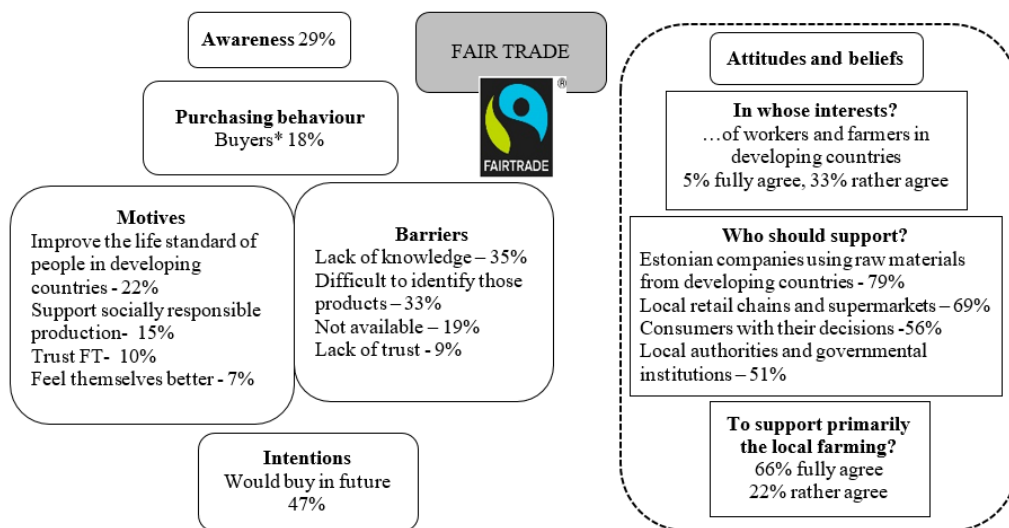 Awareness 29%
FAIR TRADE
®
FAIRTRADE
Purchasing behaviour
Buyers* 18%
Motives
Improve the life standard of
people in developing
countries - 22%
Support socially responsible
production-  15%
Trust FT-  10%
Feel themselves better - 7%
Barriers
Lack of knowledge – 35%
Difficult to identify those
products – 33%
Not available – 19%
Lack of trust - 9%
Intentions
Would buy in future
47%
Attitudes and beliefs
In whose interests?
…of workers and farmers in
developing countries
5% fully agree, 33% rather agree
Who should support?
Estonian companies using raw materials
from developing countries - 79%
Local retail chains and supermarkets – 69%
Consumers with their decisions -56%
Local authorities and governmental
institutions – 51%
To support primarily
the local farming?
66% fully agree
22% rather agree